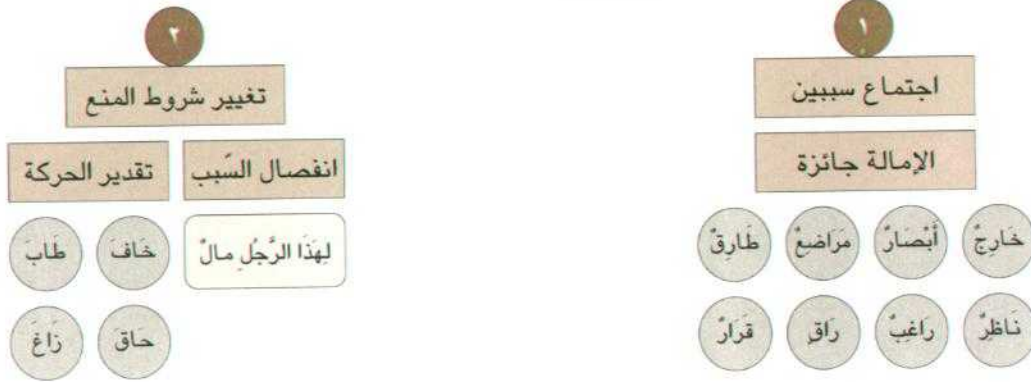 ١
اجتماع سببين
الإمالة جائزة
خَارِجٌ أَبْصَارٌ مَرَاضِعٌ طَارِقٌ
نَاظِرٌ رَاغِبٌ رَاقٍ قَرَارٌ
٢
تغيير شروط المنع
انفصال السّبب تقدير الحركة
لِهَذَا الرَّجُلِ مالٌ خَافَ طَابَ
حاقَ زَاغَ